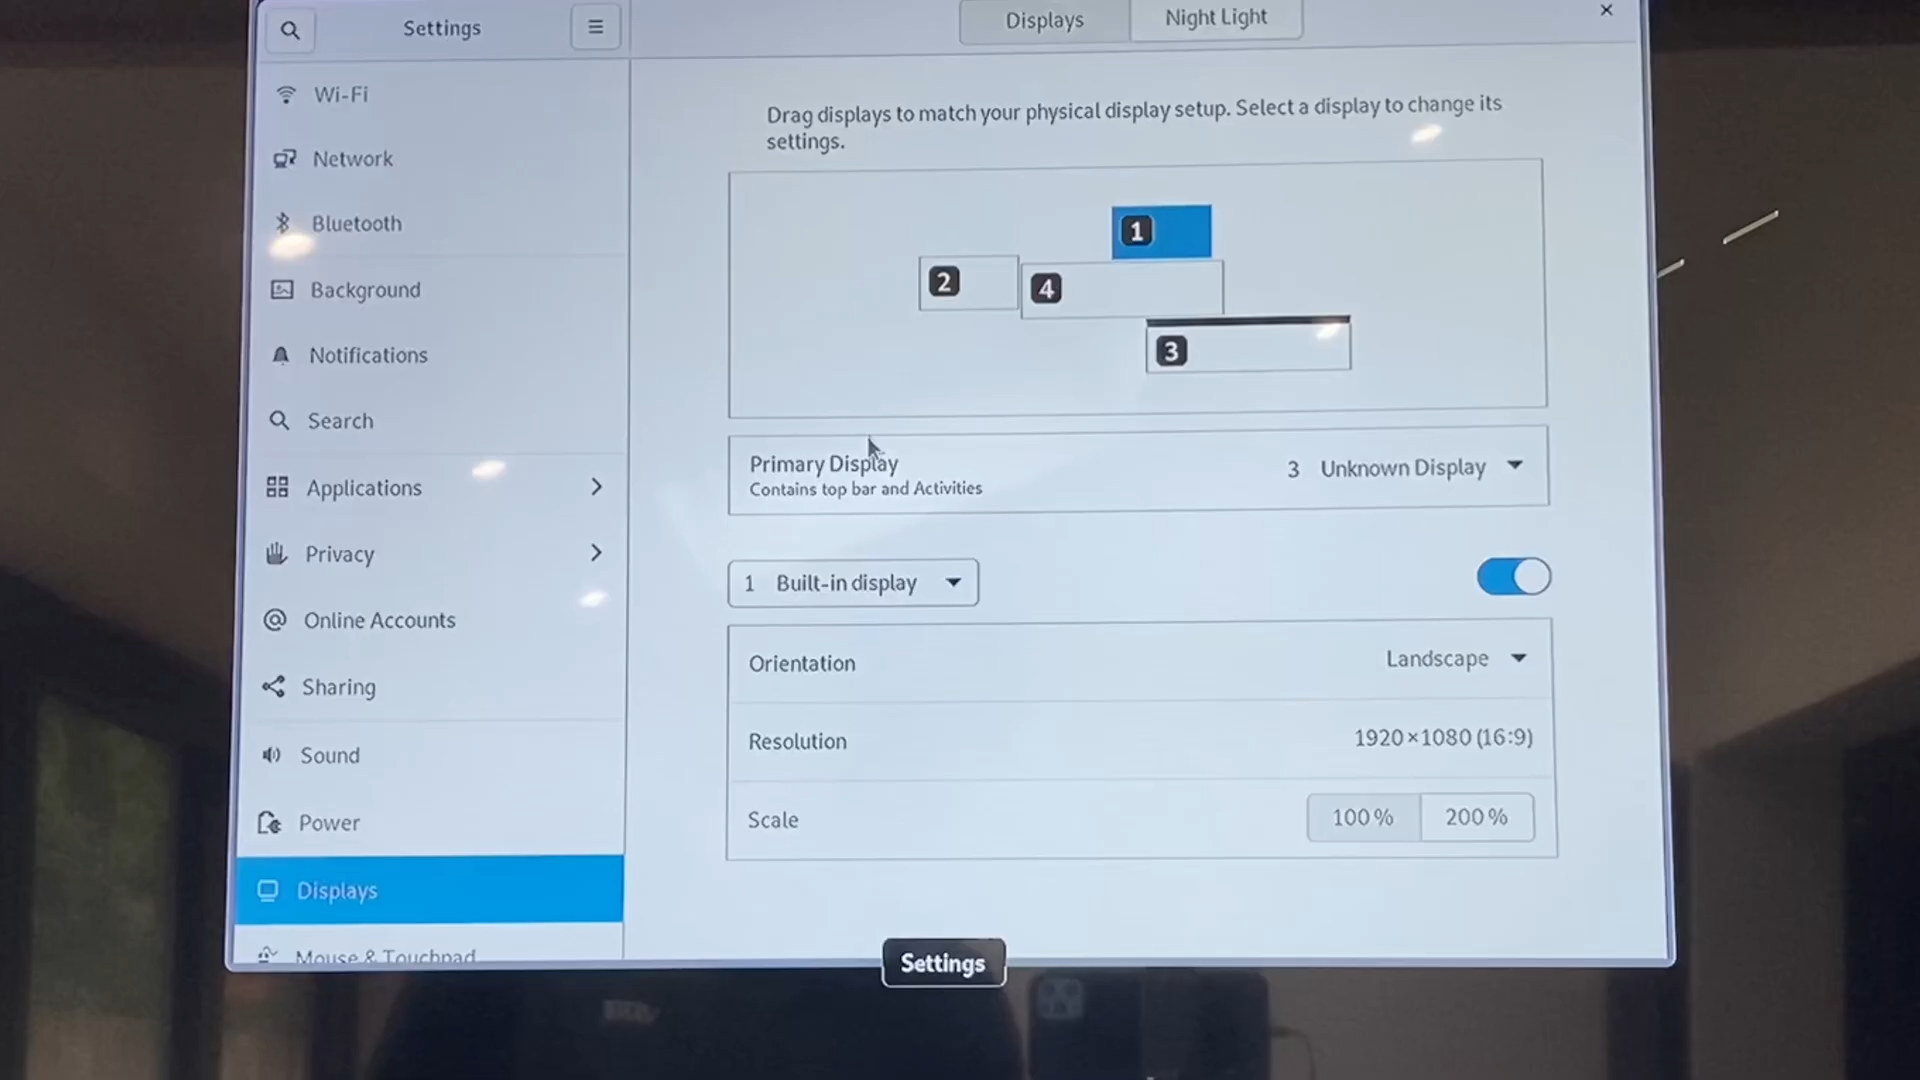 Settings
Displays
Night Light
Wi-Fi
Network
Bluetooth
Background
Notifications
Search
Applications
Privacy
Online Accounts
Sharing
Sound
Power
Displays
Mouse & Touchpad
Drag displays to match your physical display setup. Select a display to change its
settings.
1
2
4
3
Primary Display
Contains top bar and Activities
3 Unknown Display
1 Built-in display
Orientation
Landscape
Resolution
1920×1080 (16:9)
Scale
100 %
200 %
Settings